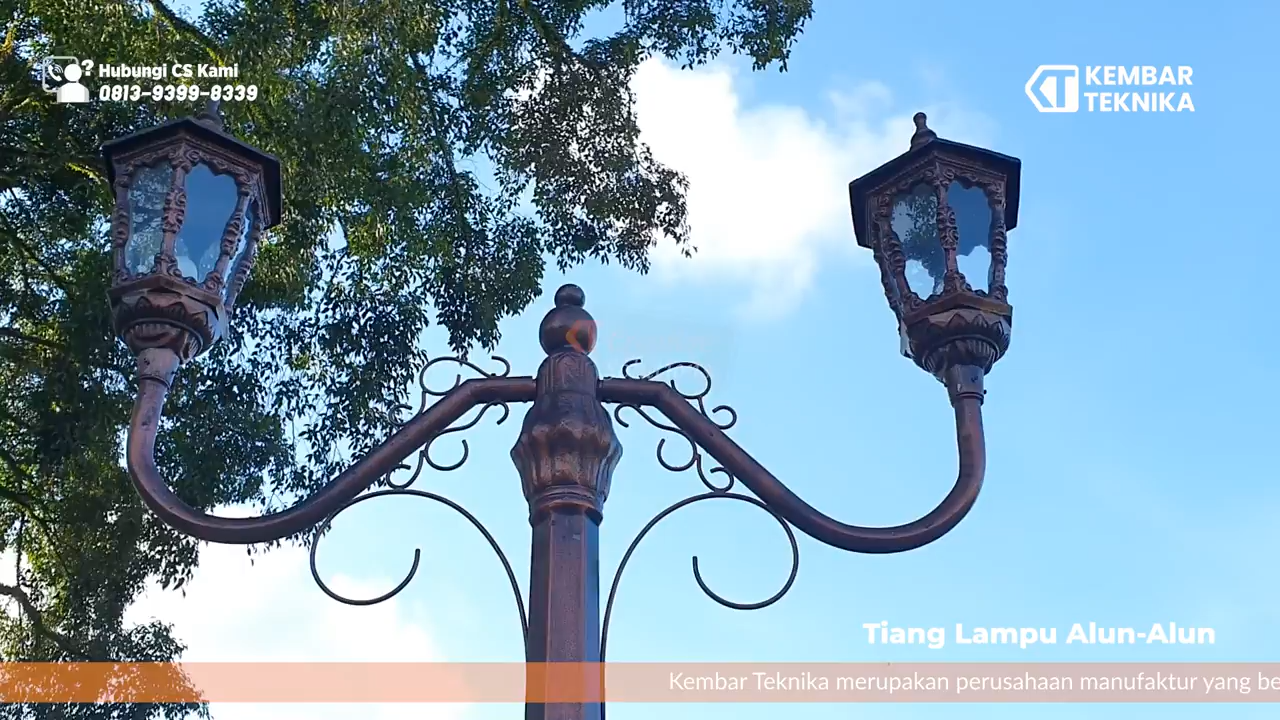 Hubungi CS Kami
0813-9399-8339
KEMBAR
TEKNIKA
Tiang Lampu Alun-Alun
Kembar Teknika merupakan perusahaan manufaktur yang be